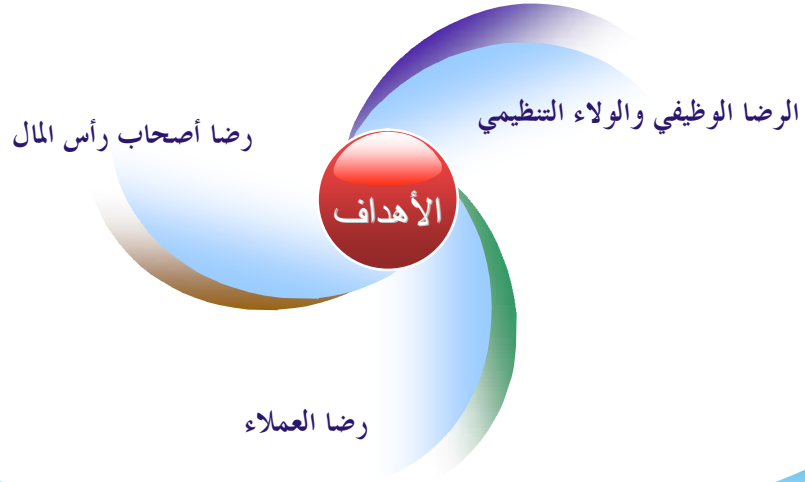 الرضا الوظيفي والولاء التنظيمي
رضا أصحاب رأس المال
الأهداف
رضا العملاء